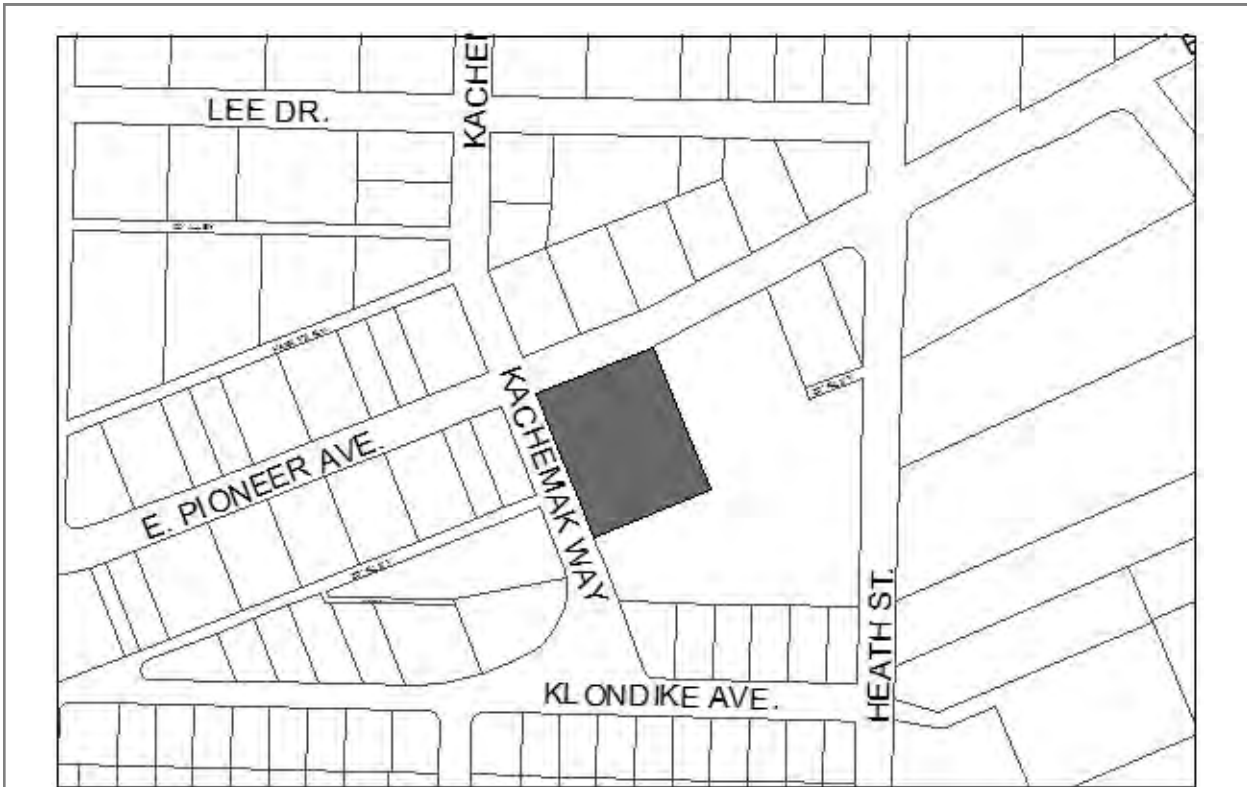 KACHE
LEE DR.
E. PIONEER AVE.
KACHEMAK WAY
HEATH ST.
KLONDIKE AVE.